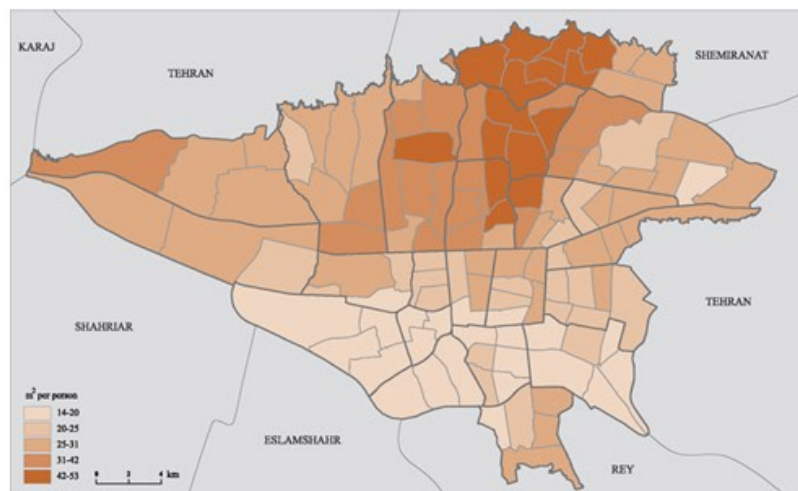 KARAJ
TEHRAN
SHEMIRANAT
TEHRAN
SHAHRIAR
ESLAMSHAHR
REY
m² per person
14-20
20-25
25-31
31-42
42-53
0 2 4 km